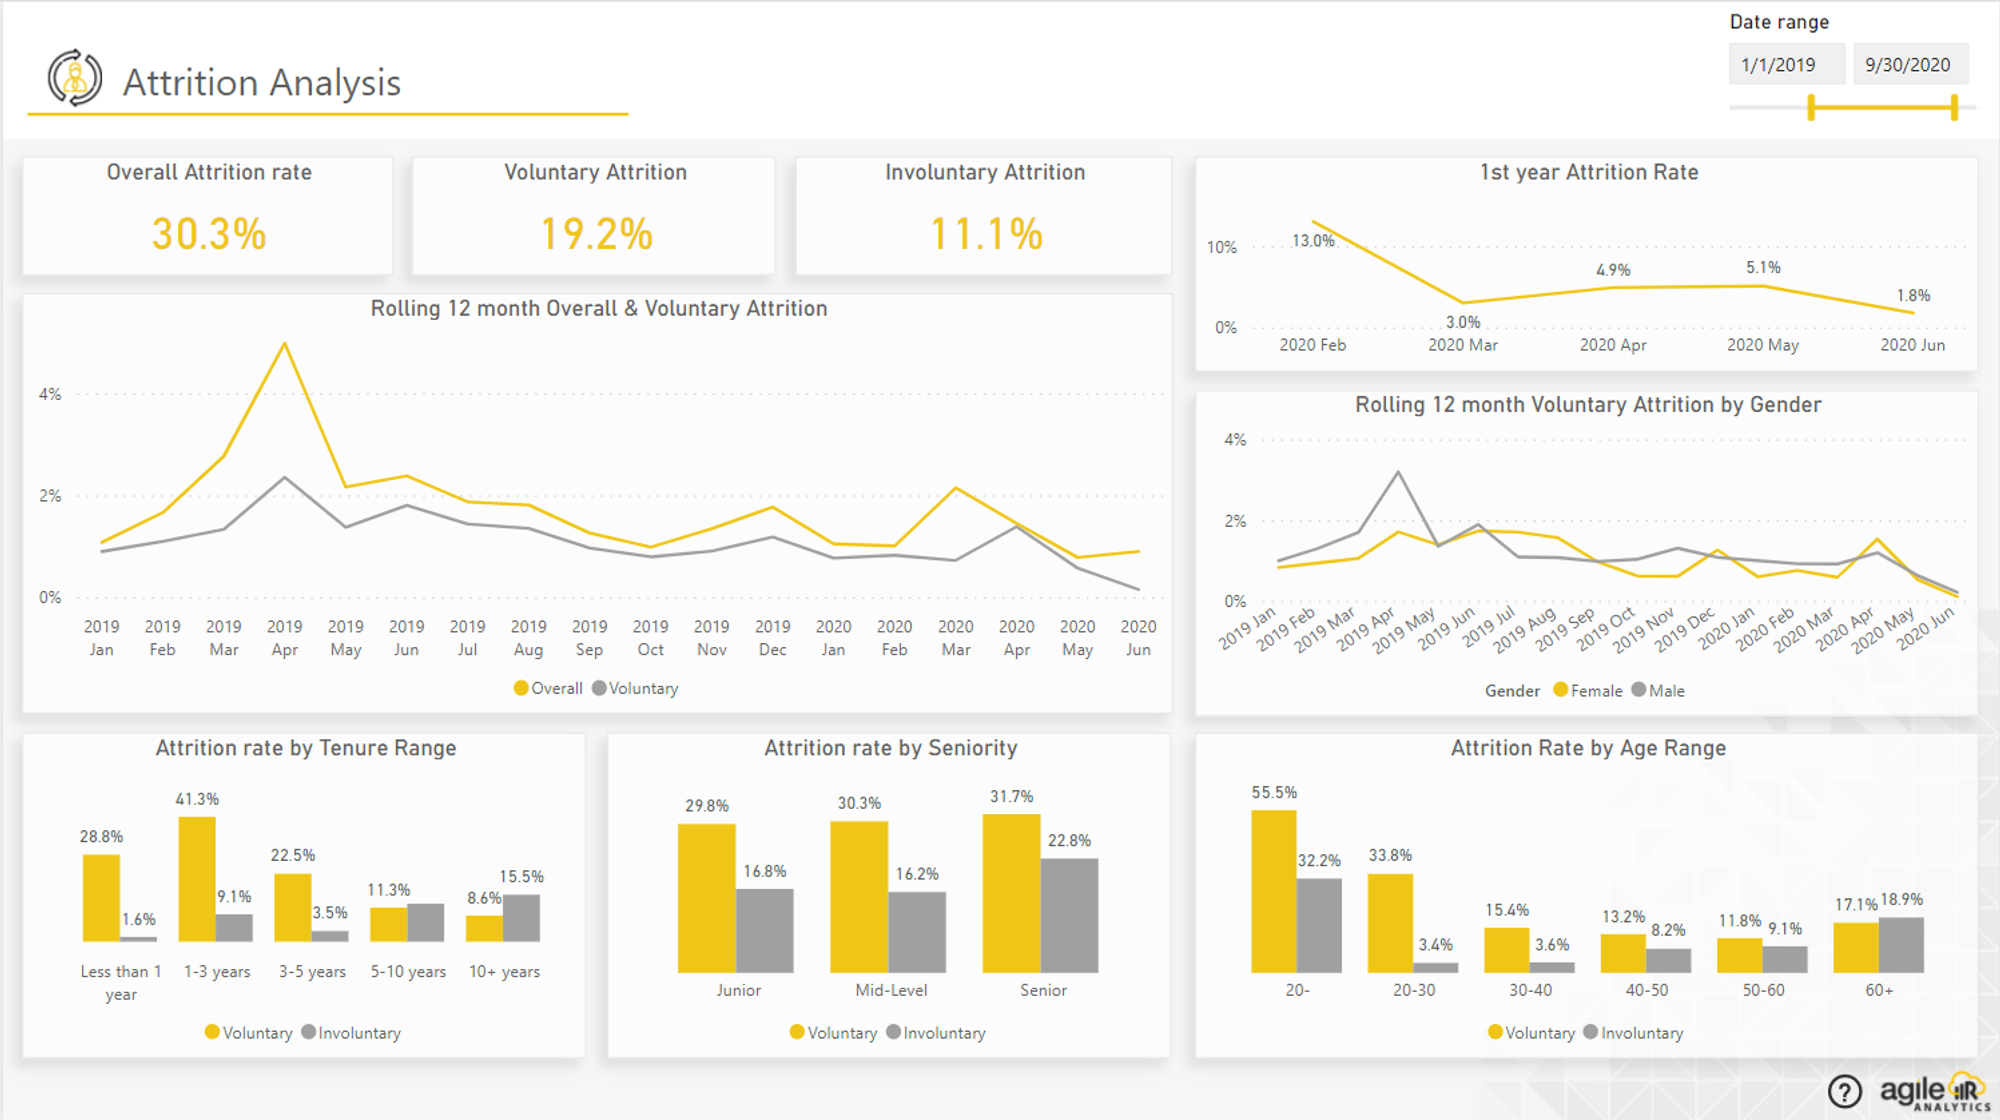 Date range
1/1/2019 9/30/2020
Attrition Analysis
Overall Attrition rate
30.3%
Voluntary Attrition
19.2%
Involuntary Attrition
11.1%
1st year Attrition Rate
10%
0%
13.0%
3.0%
4.9%
5.1%
1.8%
2020 Feb 2020 Mar 2020 Apr 2020 May 2020 Jun
Rolling 12 month Overall & Voluntary Attrition
4%
2%
0%
2019 2019 2019 2019 2019 2019 2019 2019 2019 2019 2019 2019 2020 2020 2020 2020 2020 2020
Jan Feb Mar Apr May Jun Jul Aug Sep Oct Nov Dec Jan Feb Mar Apr May Jun
Overall Voluntary
Rolling 12 month Voluntary Attrition by Gender
4%
2%
0%
2019 Jan 2019 Feb 2019 Mar 2019 Apr 2019 May 2019 Jun 2019 Jul 2019 Aug 2019 Sep 2019 Oct 2019 Nov 2019 Dec 2020 Jan 2020 Feb 2020 Mar 2020 Apr 2020 May 2020 Jun
Gender Female Male
Attrition rate by Tenure Range
28.8% 1.6% 41.3% 9.1% 22.5% 3.5% 11.3% 8.6% 15.5%
Less than 1 1-3 years 3-5 years 5-10 years 10+ years
year
Voluntary Involuntary
Attrition rate by Seniority
29.8% 16.8% 30.3% 16.2% 31.7% 22.8%
Junior Mid-Level Senior
Voluntary Involuntary
Attrition Rate by Age Range
55.5% 32.2% 33.8% 3.4% 15.4% 3.6% 13.2% 8.2% 11.8% 9.1% 17.1% 18.9%
20- 20-30 30-40 40-50 50-60 60+
Voluntary Involuntary
? agile HR
ANALYTICS